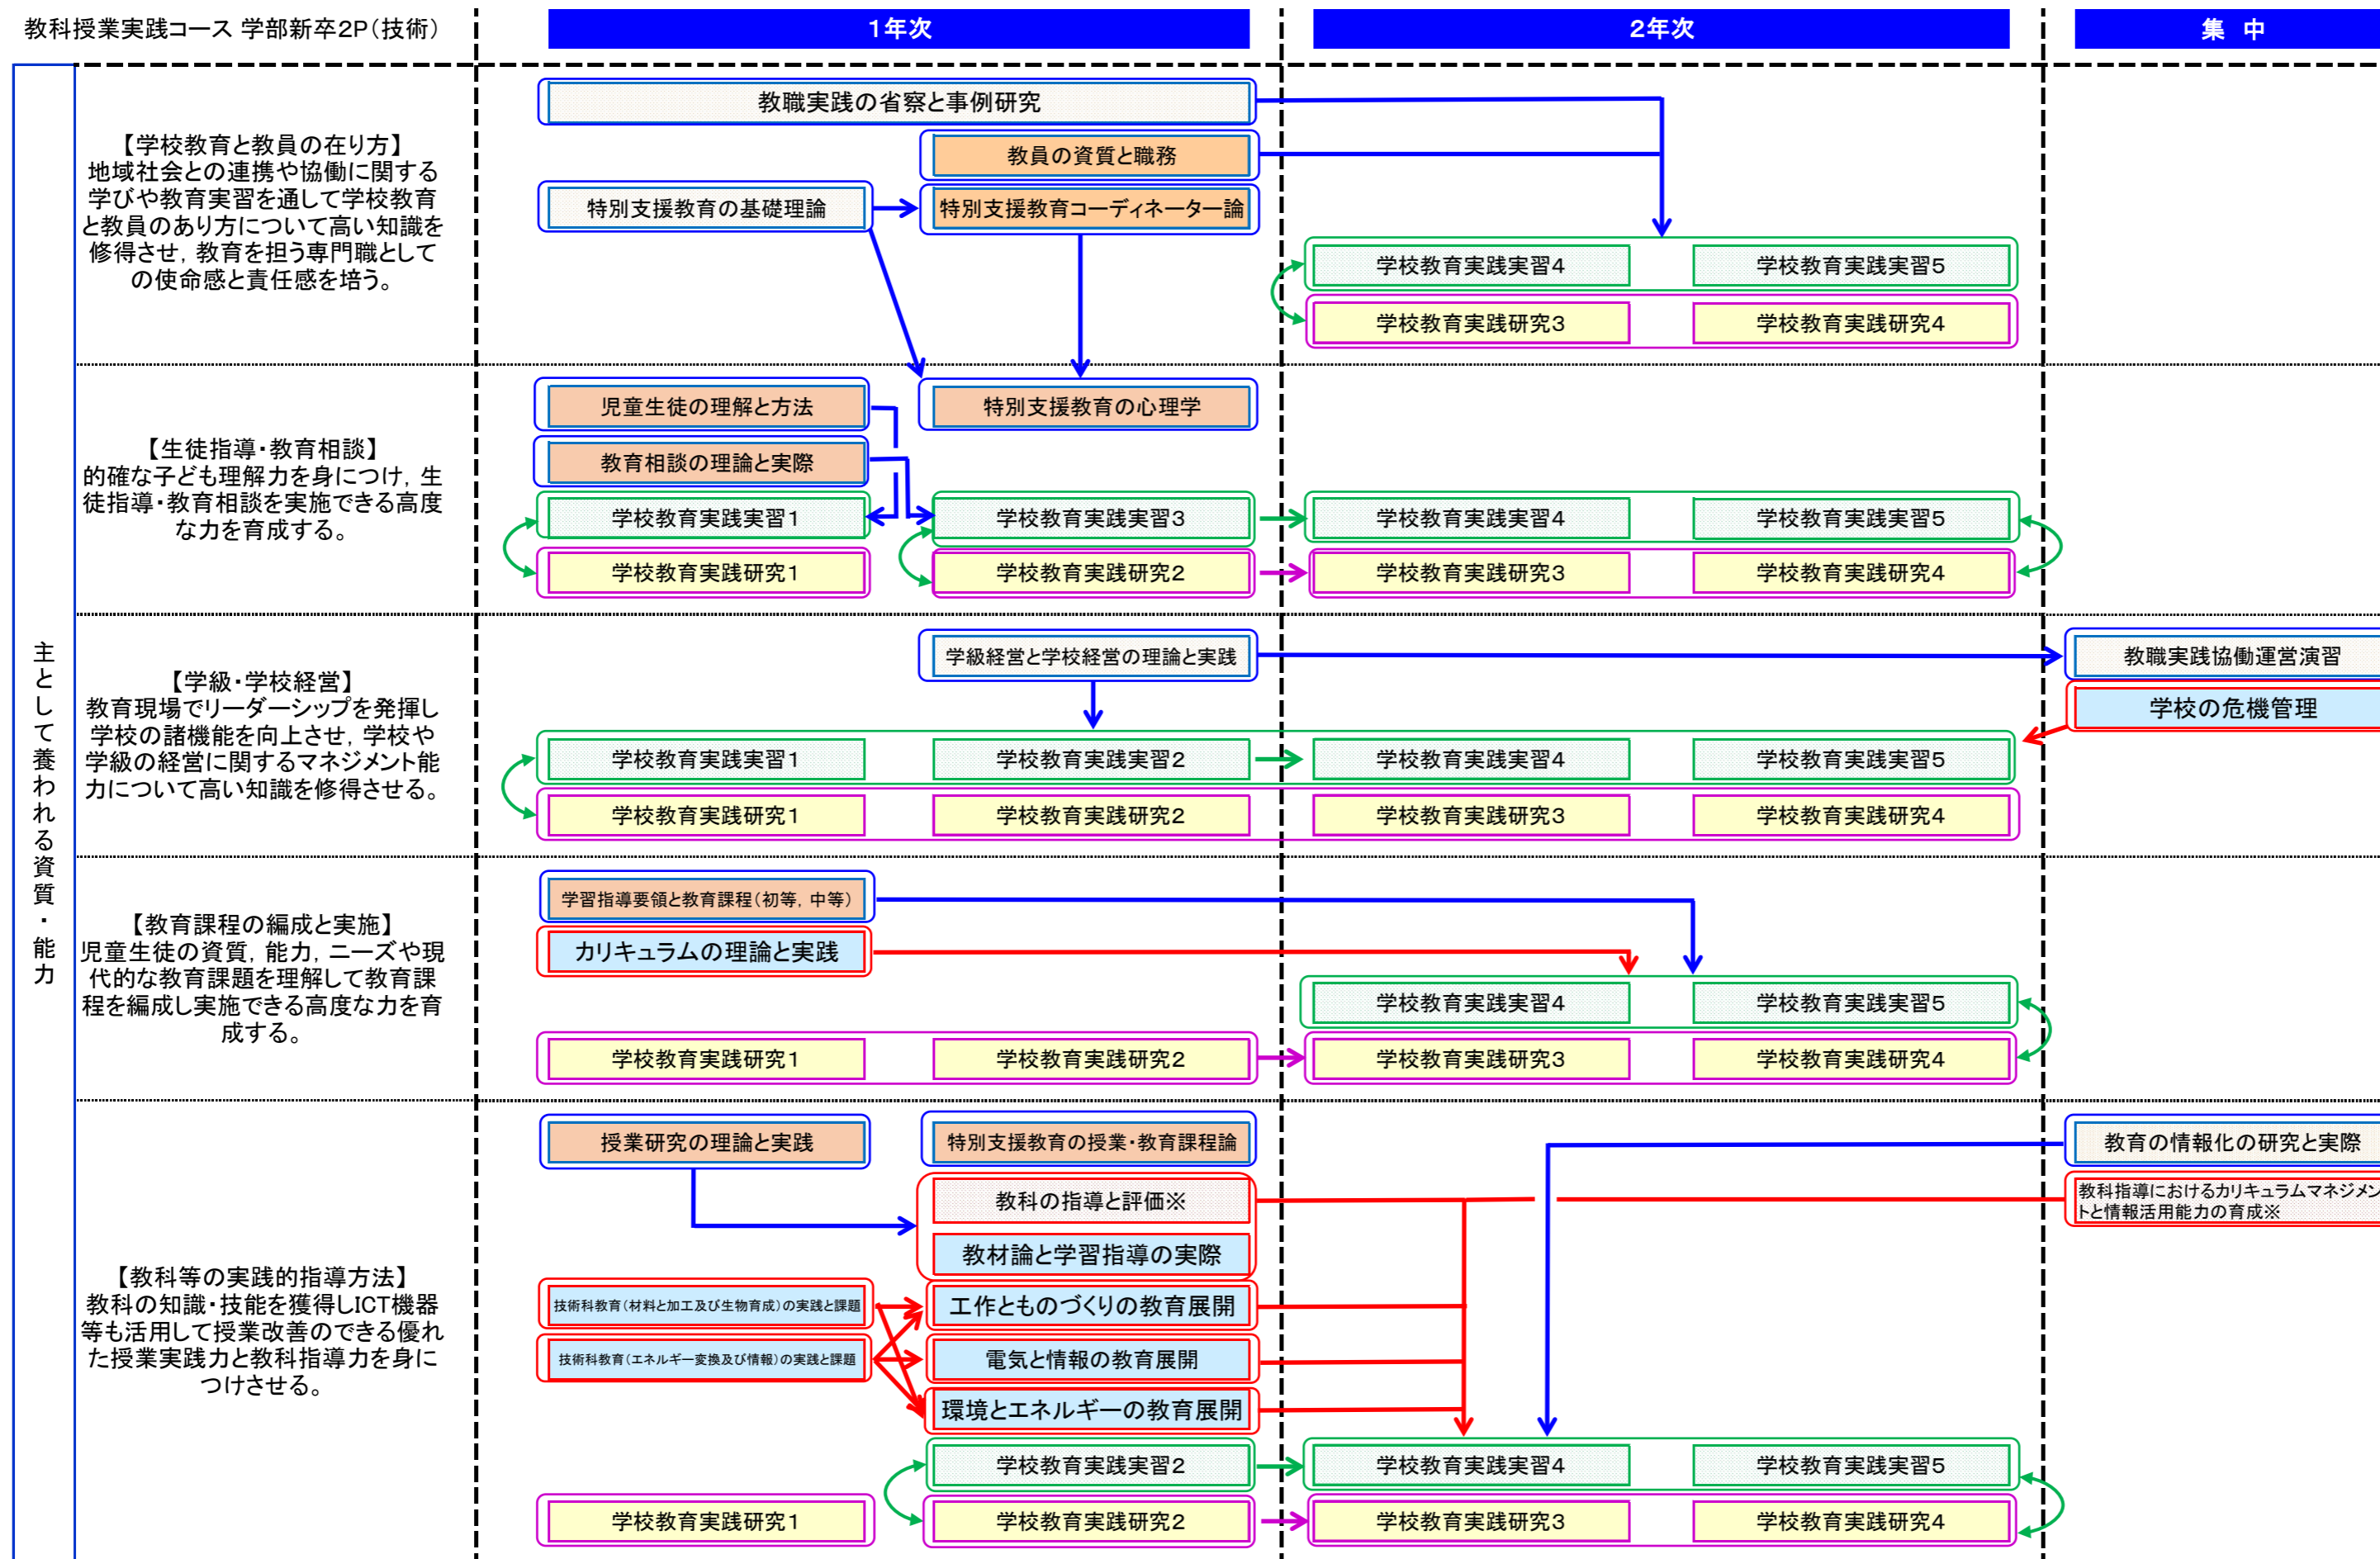 教科授業実践コース 学部新卒2P(技術)
1年次
2年次
集 中
主として養われる資質・能力
【学校教育と教員の在り方】
地域社会との連携や協働に関する
学びや教育実習を通して学校教育
と教員のあり方について高い知識を
修得させ，教育を担う専門職として
の使命感と責任感を培う。
教職実践の省察と事例研究
教員の資質と職務
特別支援教育の基礎理論
特別支援教育コーディネーター論
学校教育実践実習4
学校教育実践実習5
学校教育実践研究3
学校教育実践研究4
【生徒指導・教育相談】
的確な子ども理解力を身につけ，生
徒指導・教育相談を実施できる高度
な力を育成する。
児童生徒の理解と方法
特別支援教育の心理学
教育相談の理論と実際
学校教育実践実習1
学校教育実践実習3
学校教育実践実習4
学校教育実践実習5
学校教育実践研究1
学校教育実践研究2
学校教育実践研究3
学校教育実践研究4
【学級・学校経営】
教育現場でリーダーシップを発揮し
学校の諸機能を向上させ，学校や
学級の経営に関するマネジメント能
力について高い知識を修得させる。
学級経営と学校経営の理論と実践
教職実践協働運営演習
学校の危機管理
学校教育実践実習1
学校教育実践実習2
学校教育実践実習4
学校教育実践実習5
学校教育実践研究1
学校教育実践研究2
学校教育実践研究3
学校教育実践研究4
【教育課程の編成と実施】
児童生徒の資質，能力，ニーズや現
代的な教育課題を理解して教育課
程を編成し実施できる高度な力を育
成する。
学習指導要領と教育課程(初等，中等)
カリキュラムの理論と実践
学校教育実践実習4
学校教育実践実習5
学校教育実践研究1
学校教育実践研究2
学校教育実践研究3
学校教育実践研究4
【教科等の実践的指導方法】
教科の知識・技能を獲得しICT機器
等も活用して授業改善のできる優れ
た授業実践力と教科指導力を身に
つけさせる。
授業研究の理論と実践
特別支援教育の授業・教育課程論
教育の情報化の研究と実際
教科の指導と評価※
教科指導におけるカリキュラムマネジメン
トと情報活用能力の育成※
教材論と学習指導の実際
技術科教育(材料と加工及び生物育成)の実践と課題
工作とものづくりの教育展開
技術科教育(エネルギー変換及び情報)の実践と課題
電気と情報の教育展開
環境とエネルギーの教育展開
学校教育実践実習2
学校教育実践実習4
学校教育実践実習5
学校教育実践研究1
学校教育実践研究2
学校教育実践研究3
学校教育実践研究4